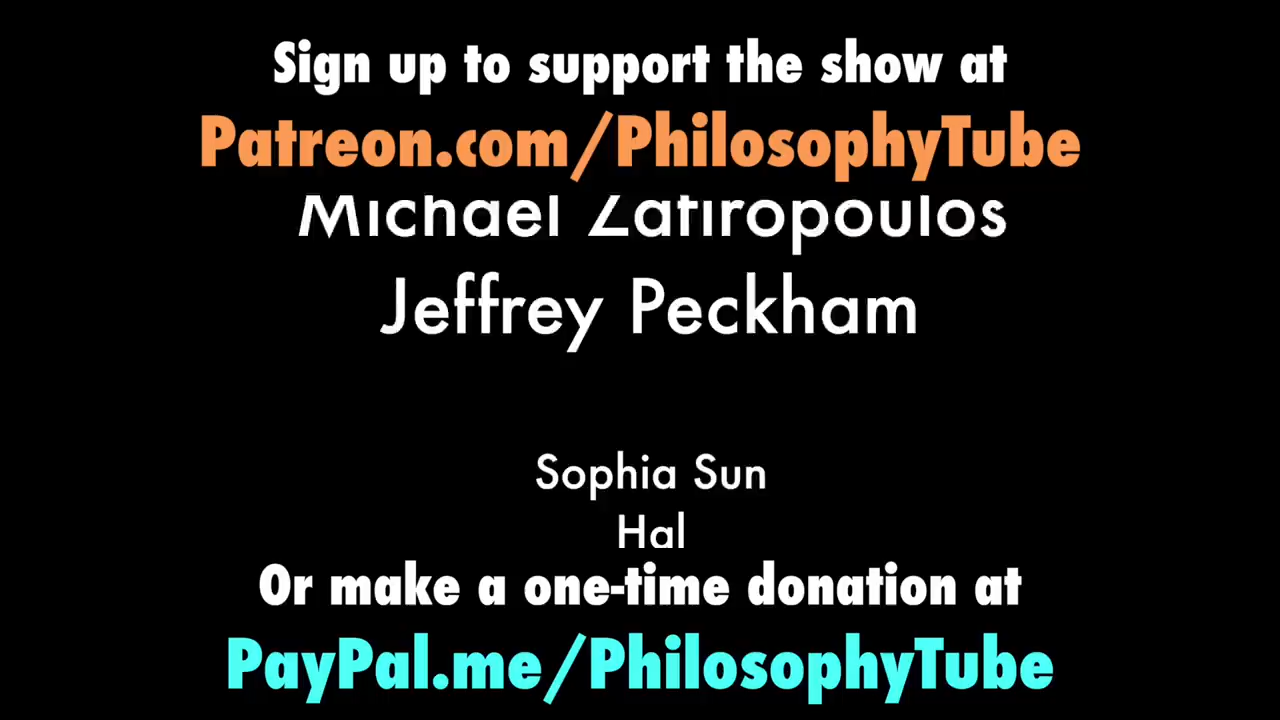 Sign up to support the show at
Patreon.com/PhilosophyTube
Michael Zafiropoulos
Jeffrey Peckham
Sophia Sun
Hal
Or make a one-time donation at
PayPal.me/PhilosophyTube